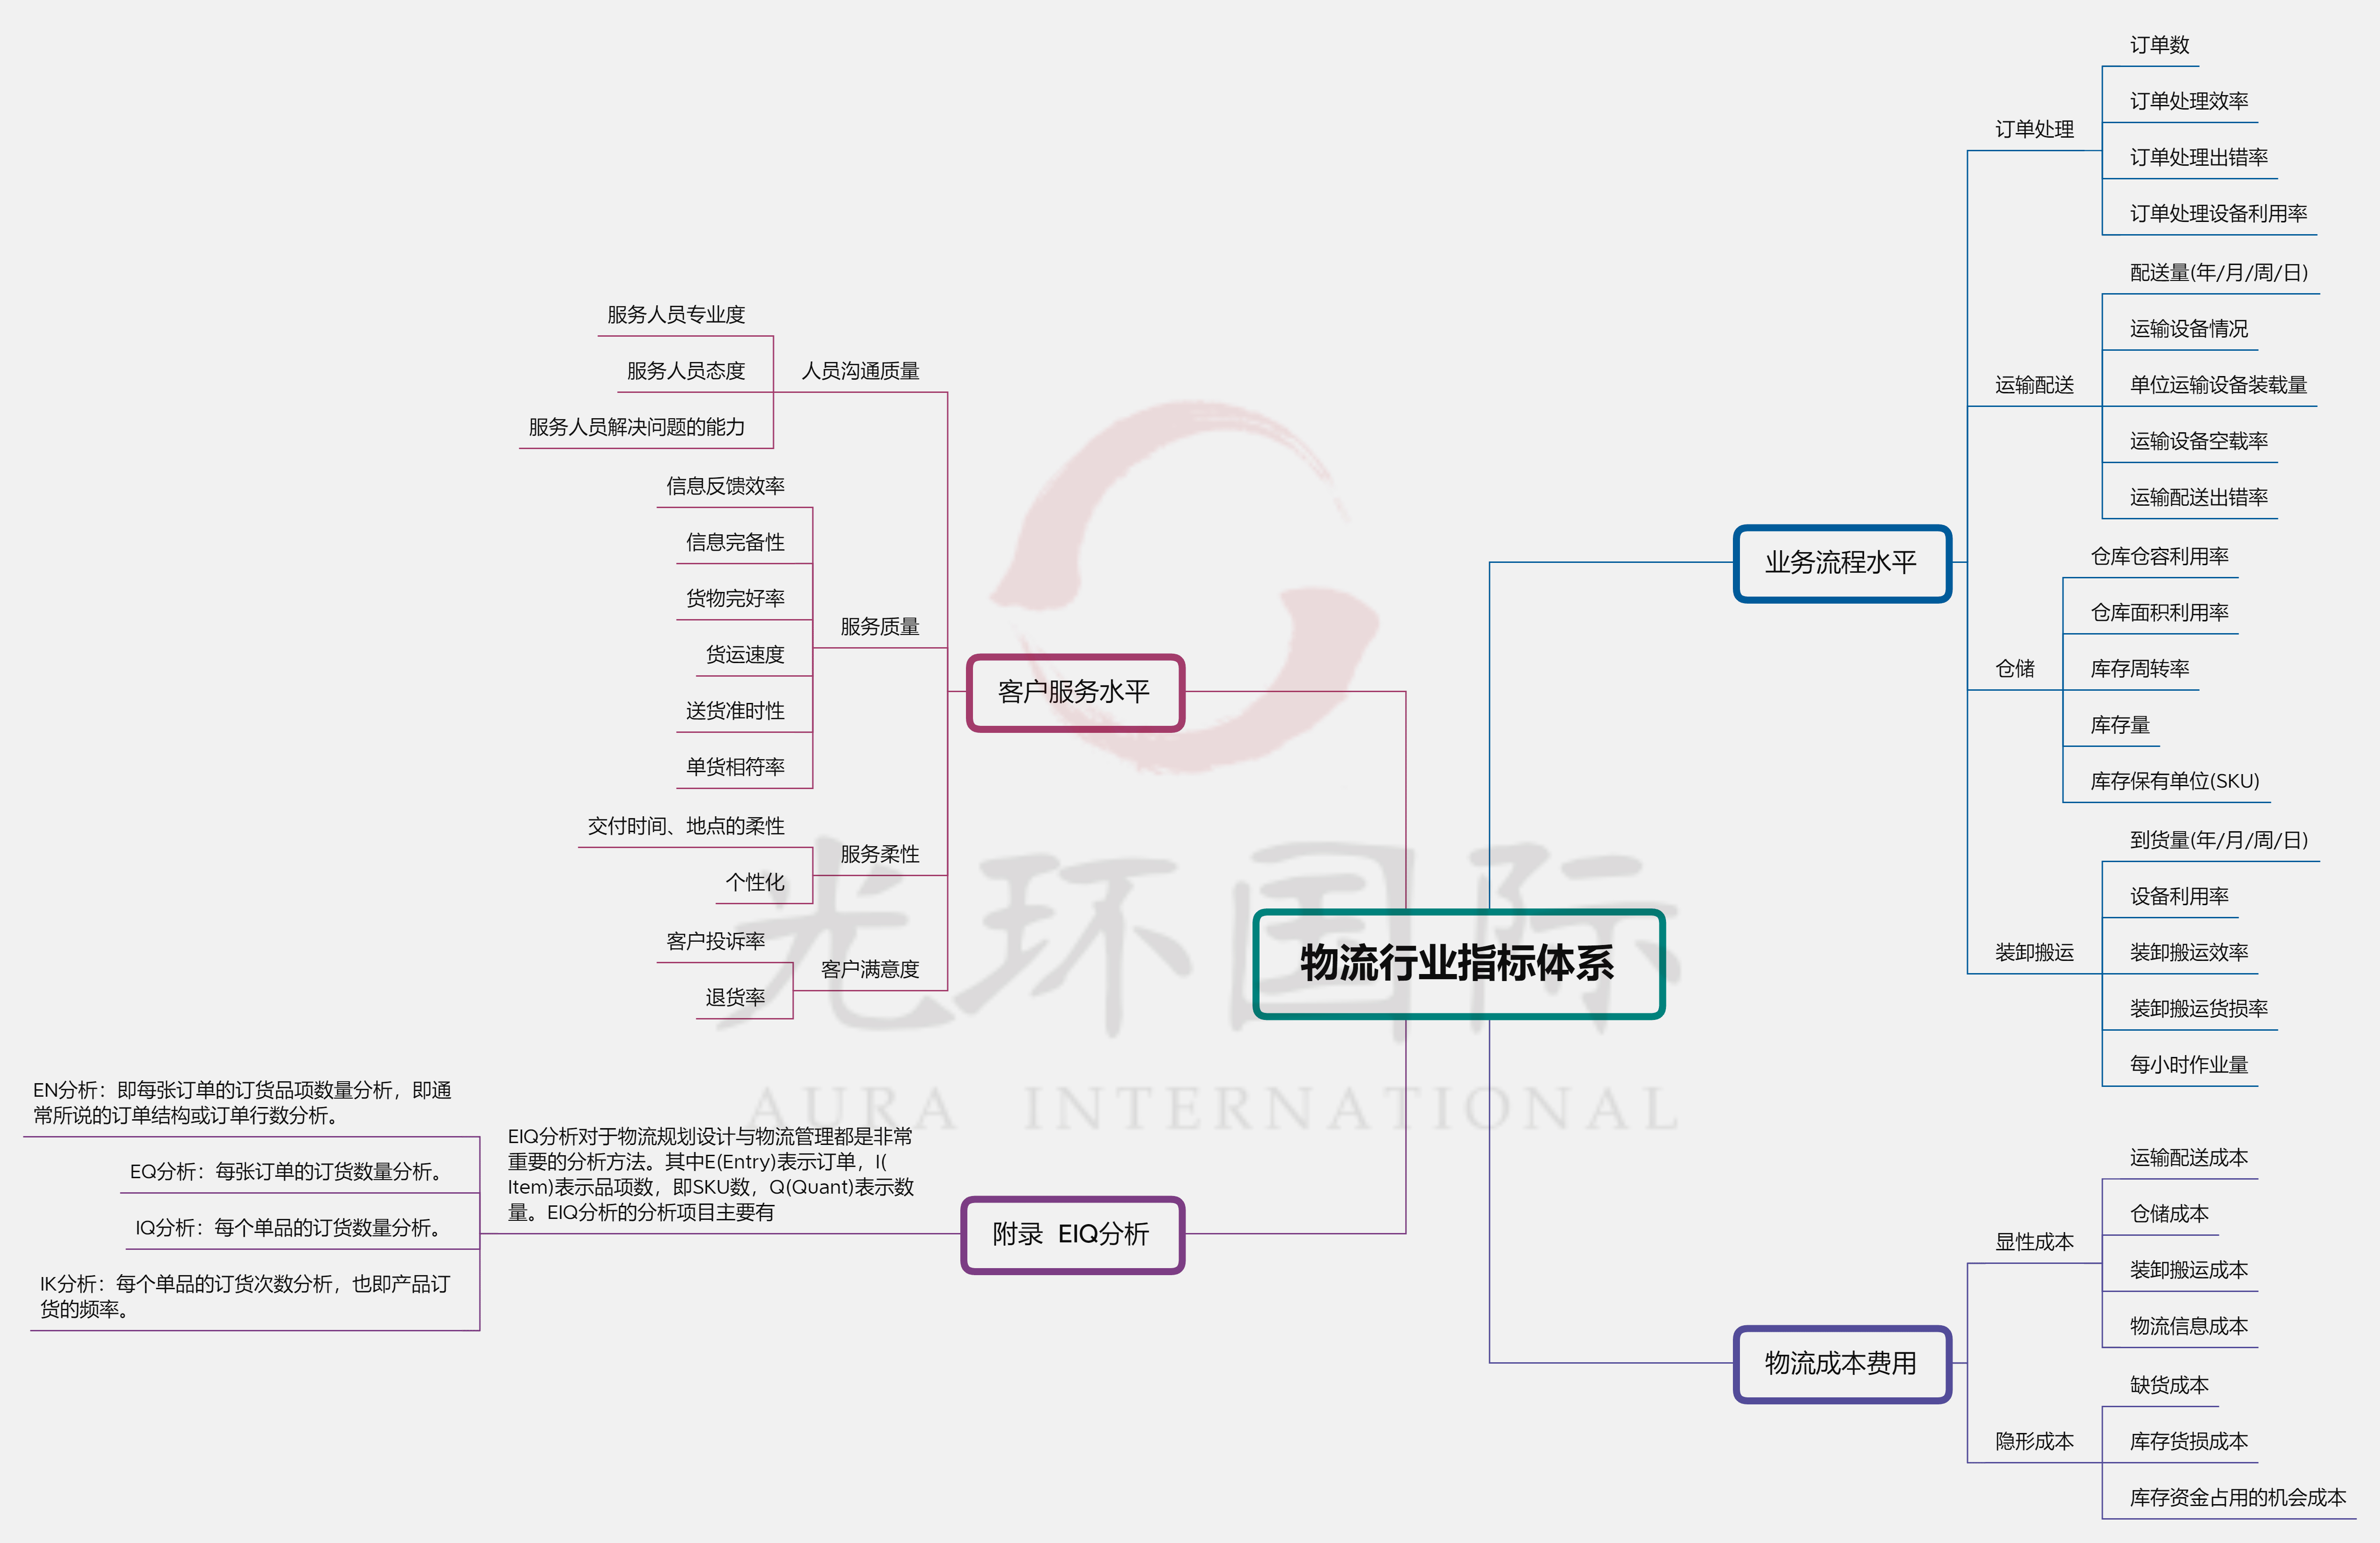 物流行业指标体系
业务流程水平
订单处理
订单数
订单处理效率
订单处理出错率
订单处理设备利用率
运输配送
配送量(年/月/周/日)
运输设备情况
单位运输设备装载量
运输设备空载率
运输配送出错率
仓储
仓库仓容利用率
仓库面积利用率
库存周转率
库存量
库存保有单位(SKU)
装卸搬运
到货量(年/月/周/日)
设备利用率
装卸搬运效率
装卸搬运货损率
每小时作业量
物流成本费用
显性成本
运输配送成本
仓储成本
装卸搬运成本
物流信息成本
隐形成本
缺货成本
库存货损成本
库存资金占用的机会成本
客户服务水平
人员沟通质量
服务人员专业度
服务人员态度
服务人员解决问题的能力
服务质量
信息反馈效率
信息完备性
货物完好率
货运速度
送货准时性
单货相符率
服务柔性
交付时间、地点的柔性
个性化
客户满意度
客户投诉率
退货率
附录 EIQ分析
EIQ分析对于物流规划设计与物流管理都是非常
重要的分析方法。其中E(Entry)表示订单，I(
Item)表示品项数，即SKU数，Q(Quant)表示数
量。EIQ分析的分析项目主要有
EN分析：即每张订单的订货品项数量分析，即通
常所说的订单结构或订单行数分析。
EQ分析：每张订单的订货数量分析。
IQ分析：每个单品的订货数量分析。
IK分析：每个单品的订货次数分析，也即产品订
货的频率。
光环国际
AURA INTERNATIONAL